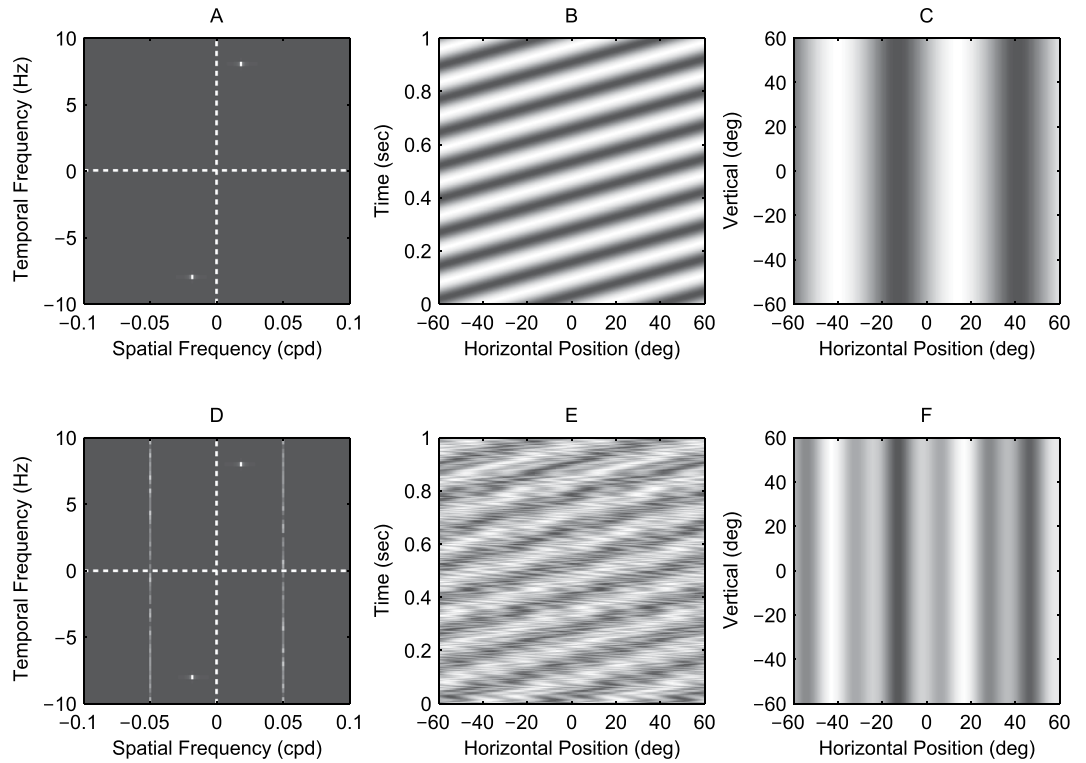 A
B
C
Temporal Frequency (Hz)
10
5
0
−5
−10
−0.1 −0.05 0 0.05 0.1
Spatial Frequency (cpd)
Time (sec)
1
0.8
0.6
0.4
0.2
0
−60 −40 −20 0 20 40 60
Horizontal Position (deg)
Vertical (deg)
60
40
20
0
−20
−40
−60
−60 −40 −20 0 20 40 60
Horizontal Position (deg)
D
E
F
Temporal Frequency (Hz)
10
5
0
−5
−10
−0.1 −0.05 0 0.05 0.1
Spatial Frequency (cpd)
Time (sec)
1
0.8
0.6
0.4
0.2
0
−60 −40 −20 0 20 40 60
Horizontal Position (deg)
Vertical (deg)
60
40
20
0
−20
−40
−60
−60 −40 −20 0 20 40 60
Horizontal Position (deg)